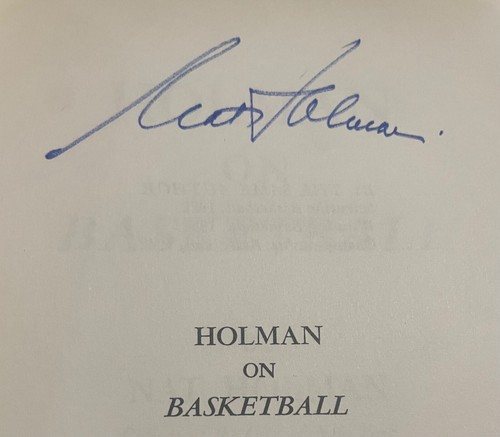 Nat Holman.
HOLMAN
ON
BASKETBALL